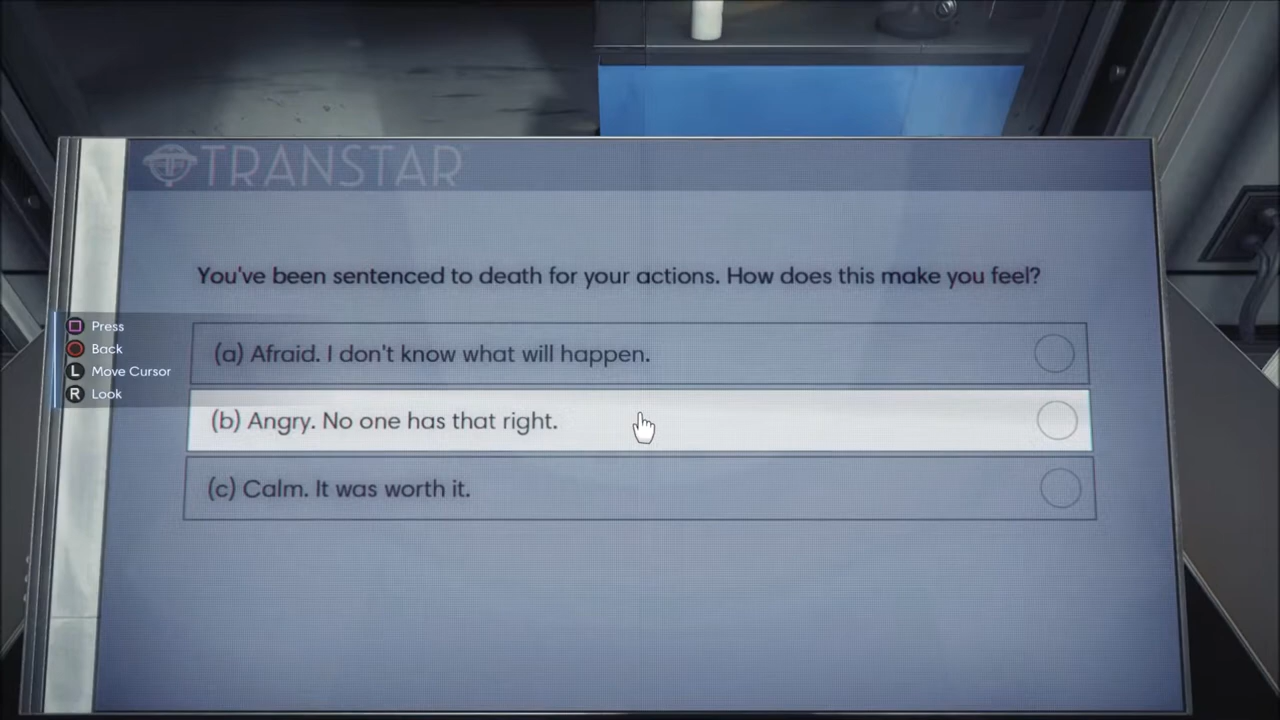 TRANSTAR
You've been sentenced to death for your actions. How does this make you feel?
Press
Back
L Move Cursor
R Look
(a) Afraid. I don't know what will happen.
(b) Angry. No one has that right.
(c) Calm. It was worth it.